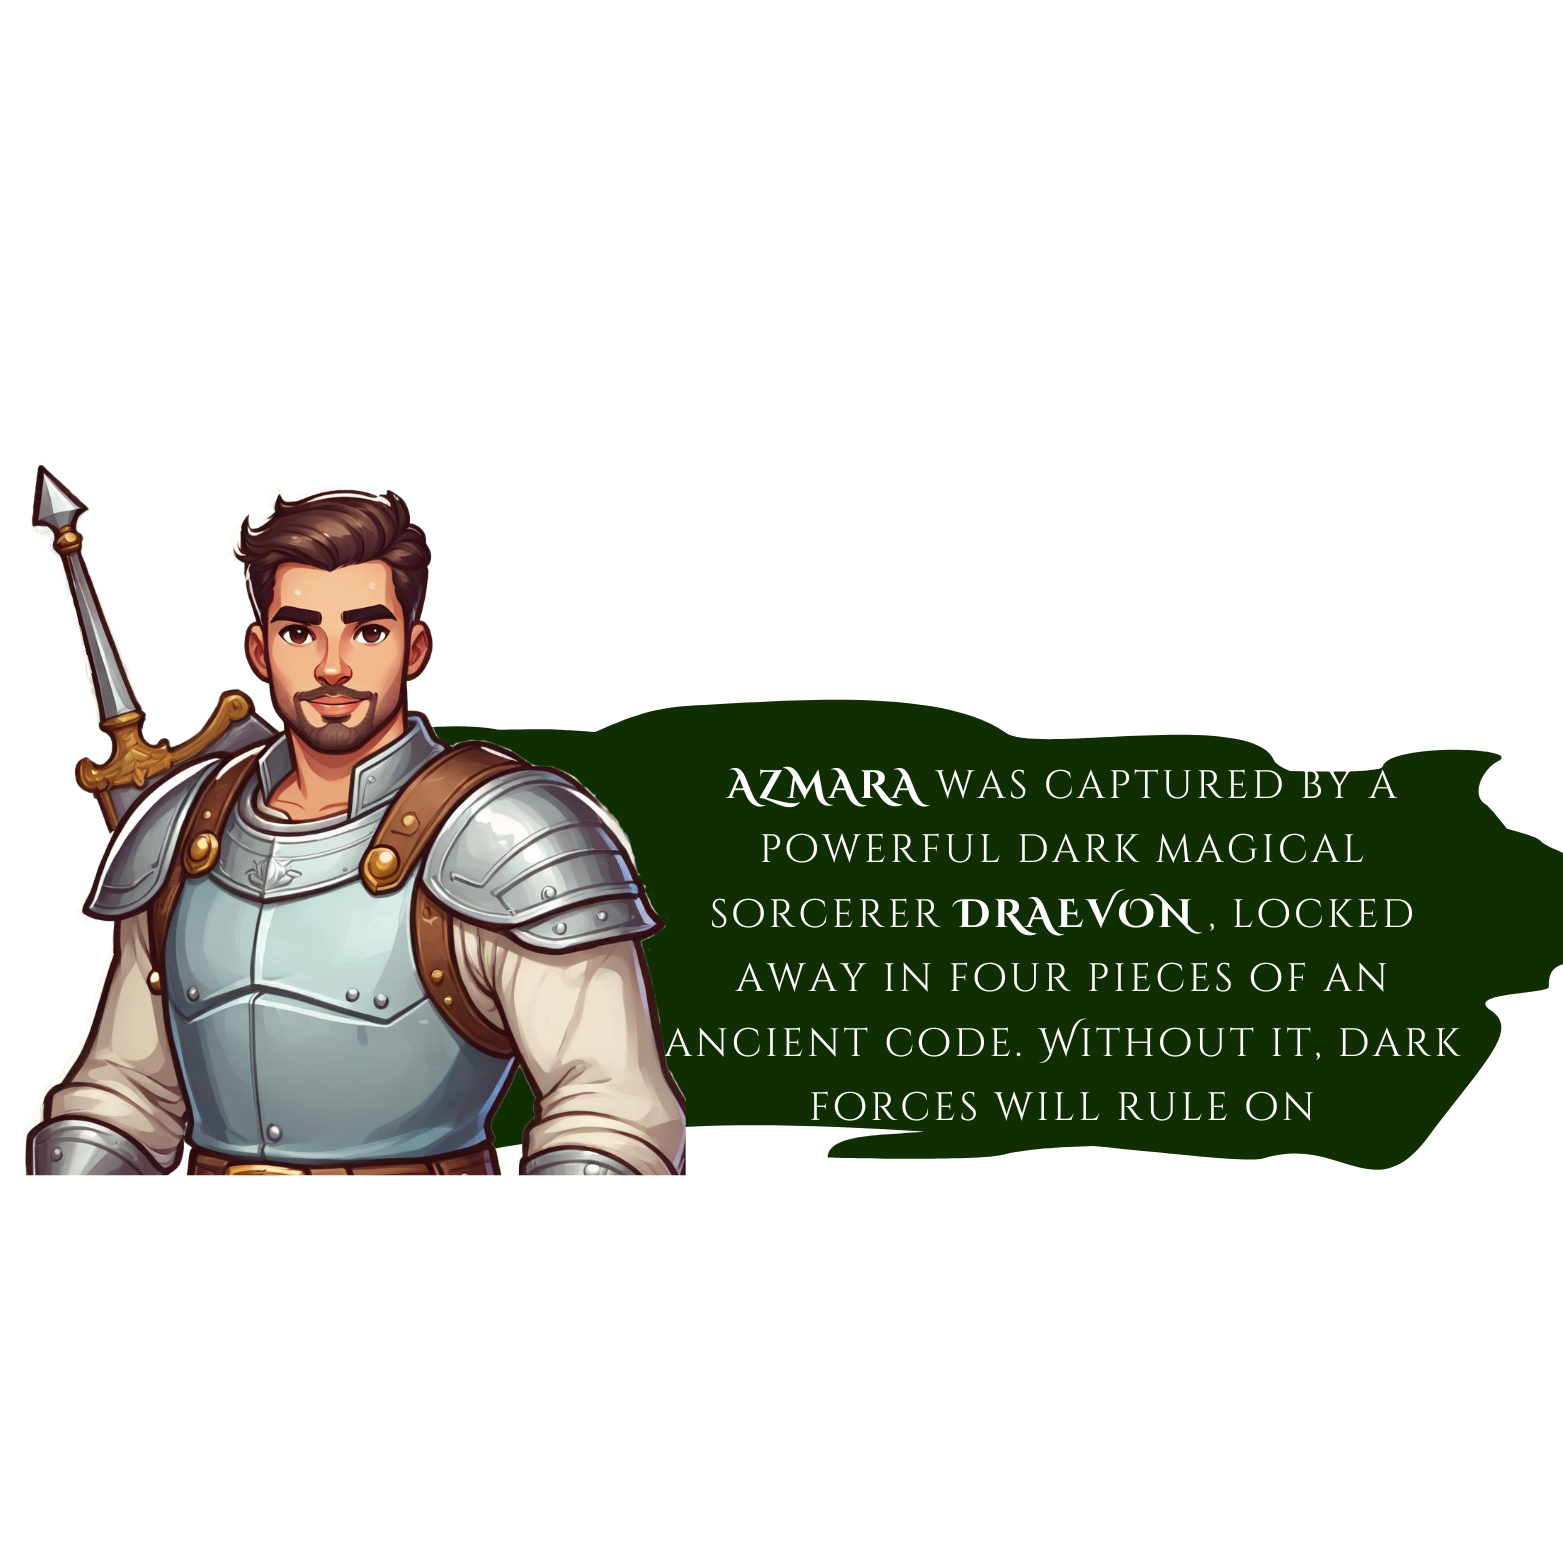 AZMARA WAS CAPTURED BY A
POWERFUL DARK MAGICAL
SORCERER DRAEVON , LOCKED
AWAY IN FOUR PIECES OF AN
ANCIENT CODE. WITHOUT IT, DARK
FORCES WILL RULE ON